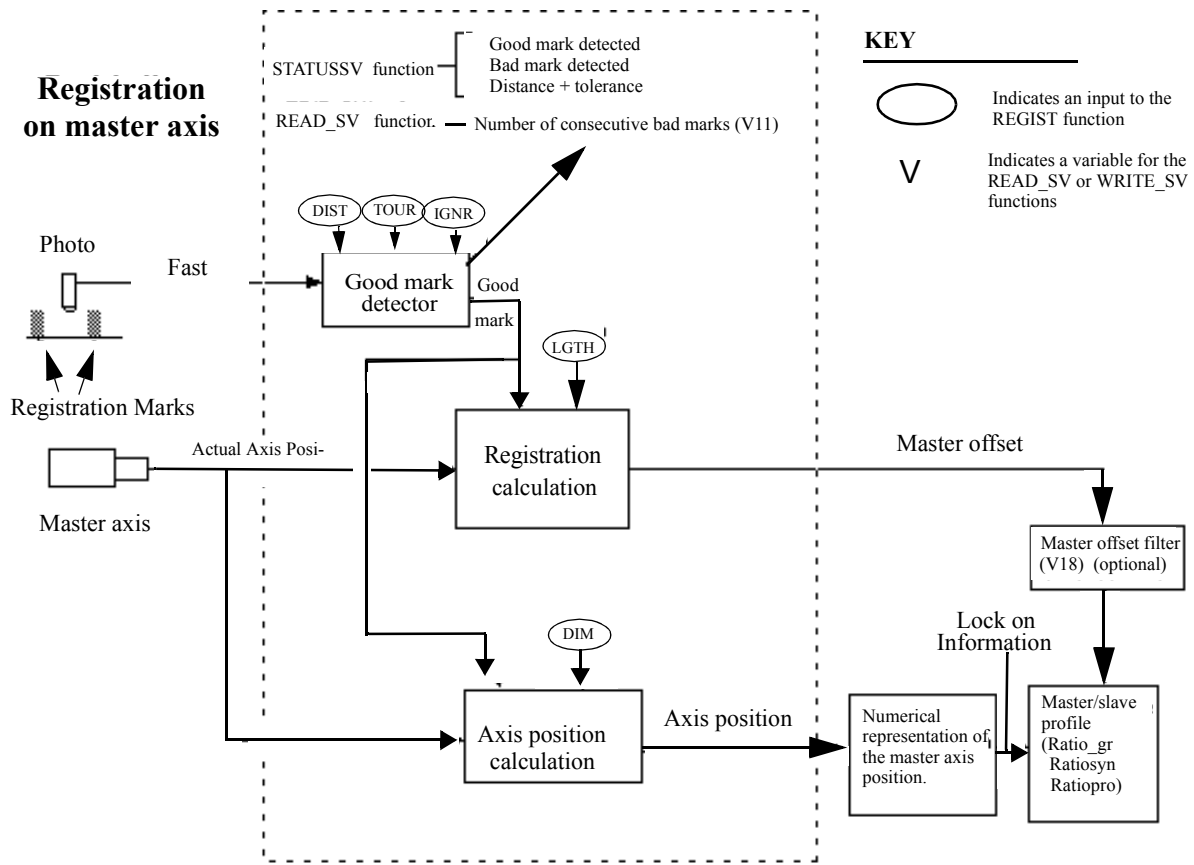 Registration
on master axis
STATUSSV function
Good mark detected
Bad mark detected
Distance + tolerance
READ_SV function
Number of consecutive bad marks (V11)
KEY
Indicates an input to the
REGIST function
V
Indicates a variable for the
READ_SV or WRITE_SV
functions
DIST
TOUR
IGNR
Photo
Fast
Good mark
detector
Good
mark
LGTH
Registration Marks
Actual Axis Posi-
Master axis
Registration
calculation
Master offset
Master offset filter
(V18) (optional)
Lock on
Information
DIM
Axis position
calculation
Axis position
Numerical
representation of
the master axis
position.
Master/slave
profile
(Ratio_gr
Ratiosyn
Ratiopro)